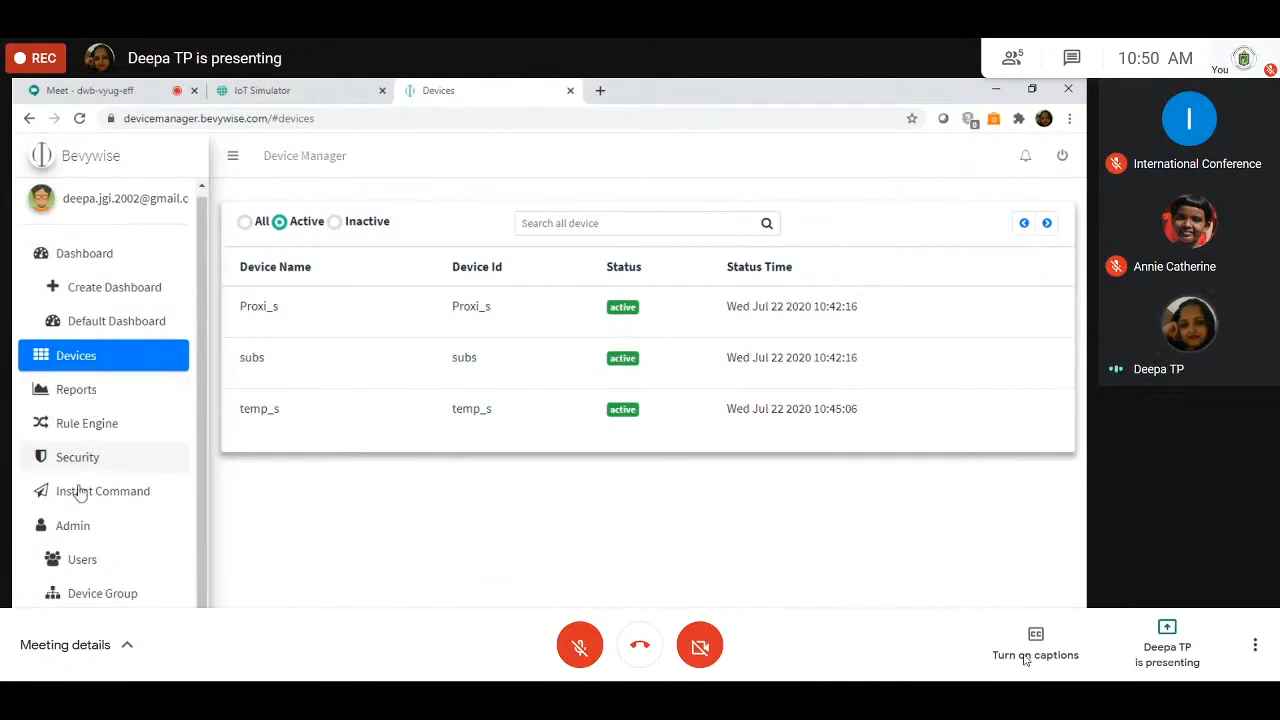 REC
Deepa TP is presenting
5
10:50 AM
You
Meet - dwb-vyug-eff
IoT Simulator
Devices
devicemanager.bevywise.com/#devices
Bevywise
Device Manager
deepa.jgi.2002@gmail.c
Dashboard
Create Dashboard
Default Dashboard
Devices
Reports
Rule Engine
Security
Instant Command
Admin
Users
Device Group
All Active Inactive
Search all device
Device Name Device Id Status Status Time
Proxi_s Proxi_s active Wed Jul 22 2020 10:42:16
subs subs active Wed Jul 22 2020 10:42:16
temp_s temp_s active Wed Jul 22 2020 10:45:06
I
International Conference
Annie Catherine
Deepa TP
Meeting details
CC
Turn on captions
Deepa TP
is presenting